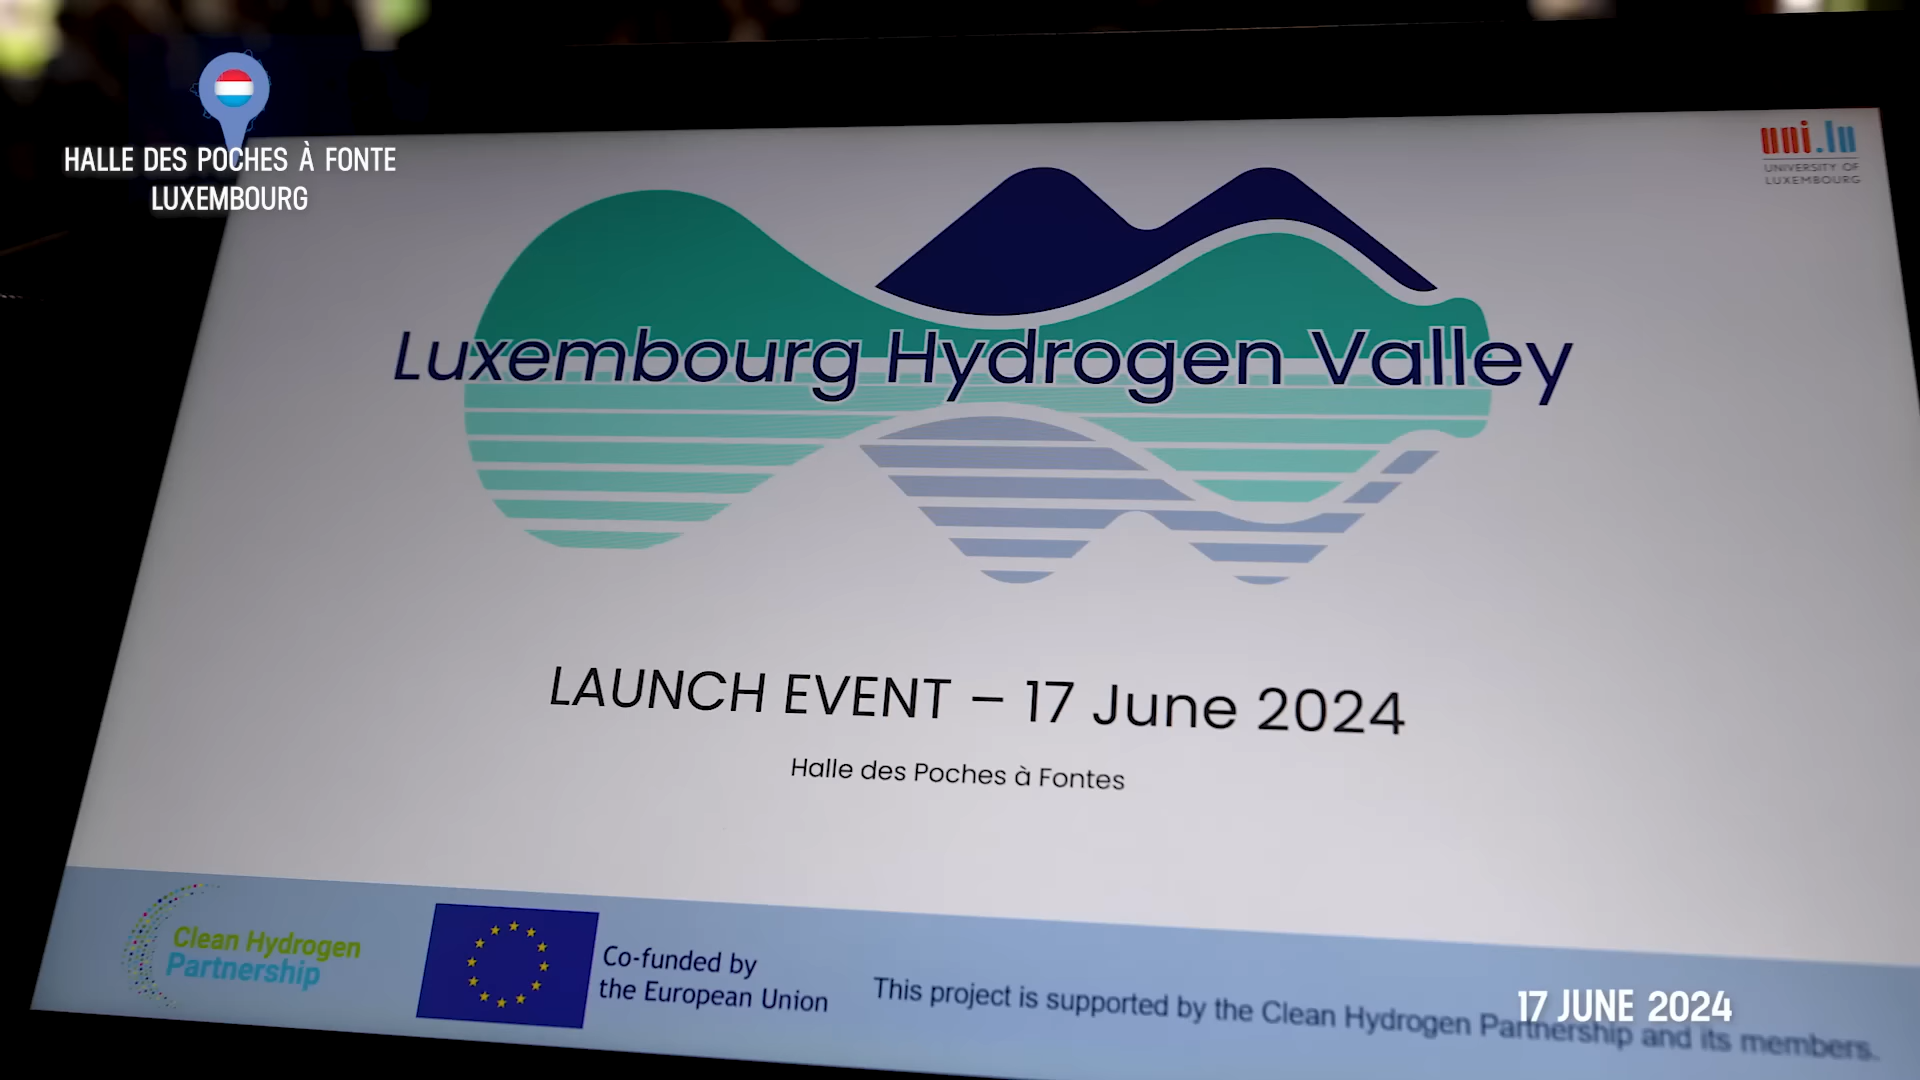 HALLE DES POCHES À FONTE
LUXEMBOURG
uni.lu
UNIVERSITY OF
LUXEMBOURG
Luxembourg Hydrogen Valley
LAUNCH EVENT – 17 June 2024
Halle des Poches à Fontes
Clean Hydrogen
Partnership
Co-funded by
the European Union
This project is supported by the Clean Hydrogen Partnership and its members.
17 JUNE 2024